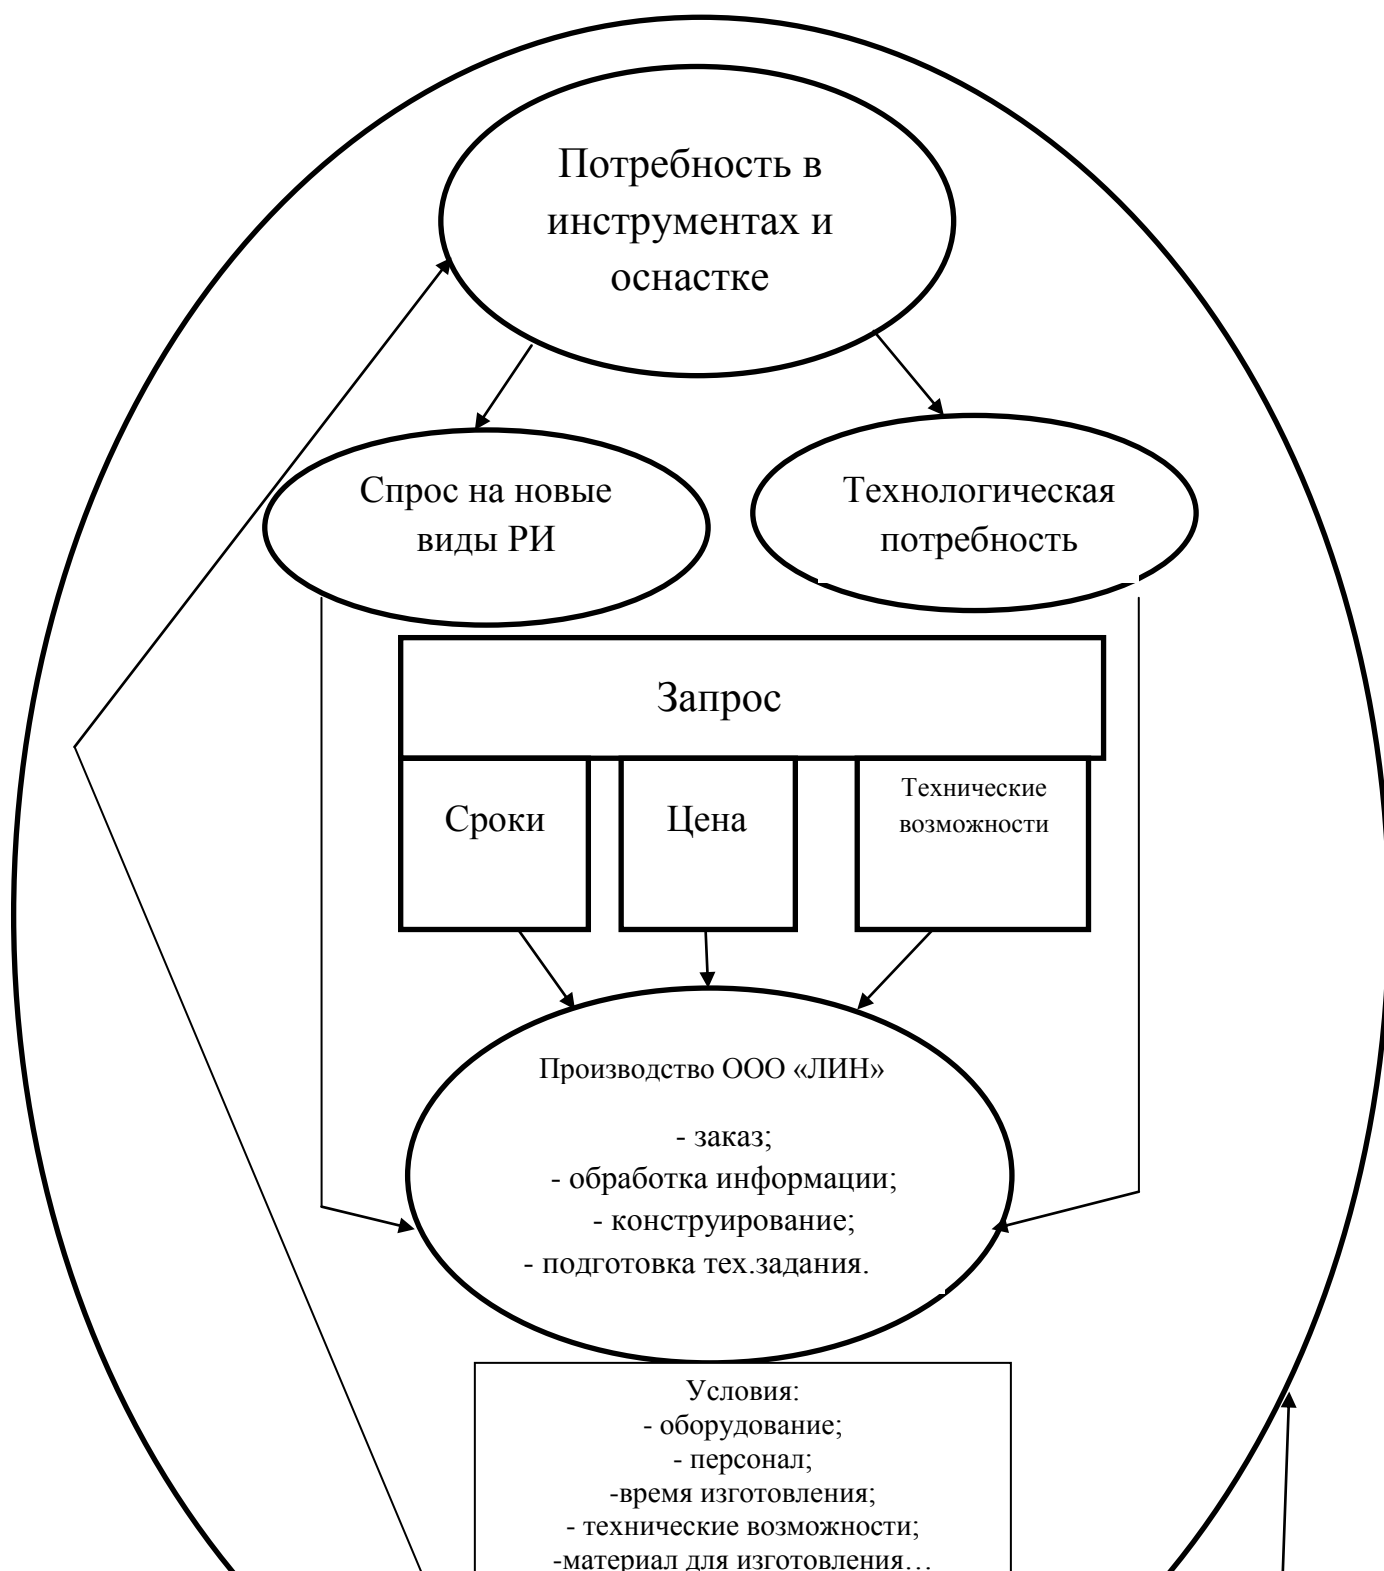 Потребность в
инструментах и
оснастке
Спрос на новые
виды РИ
Технологическая
потребность
Запрос
Сроки
Цена
Технические
возможности
Производство ООО «ЛИН»
- заказ;
- обработка информации;
- конструирование;
- подготовка тех.задания.
Условия:
- оборудование;
- персонал;
-время изготовления;
- технические возможности;
-материал для изготовления…